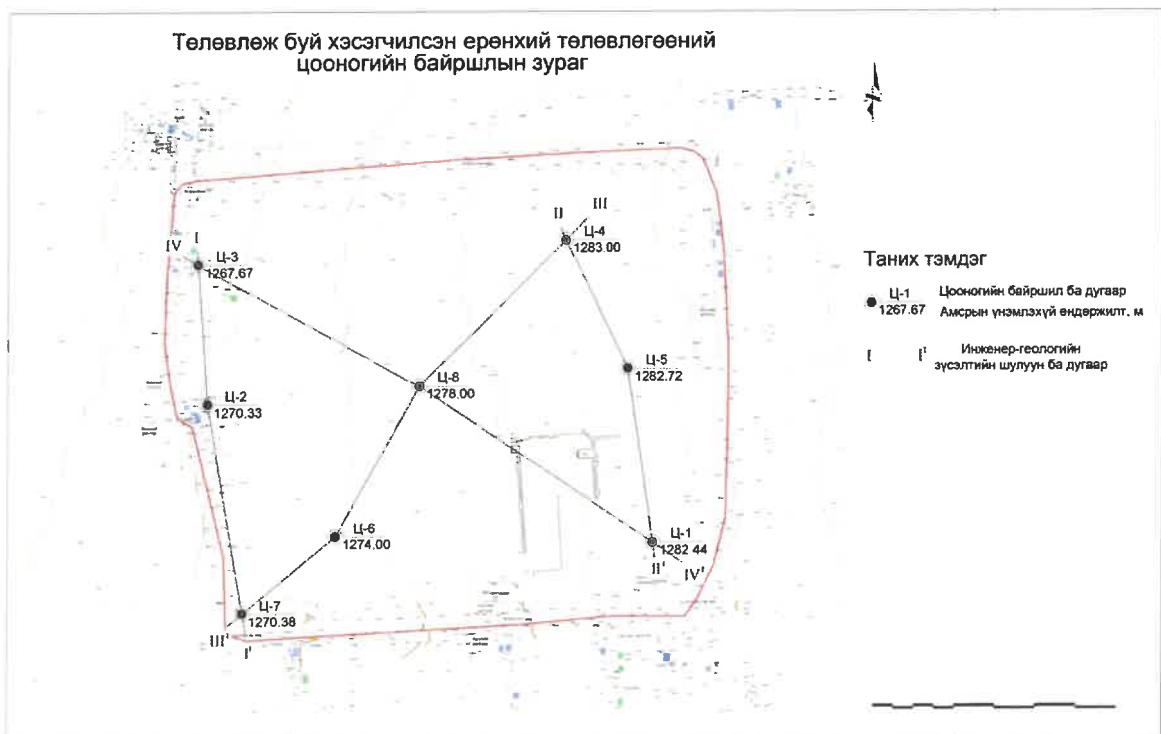 Төлөвлөж буй хэсэгчилсэн ерөнхий төлөвлөгөөний
цооногийн байршлын зураг
II III
Ц-4
1283.00
IV I
Ц-3
1267.67
Таних тэмдэг
Ц-1 Цооногийн байршил ба дугаар
1267.67 Амсрын үнэмлэхүй өндөржилт, м
I I' Инженер-геологийн
зүсэлтийн шулуун ба дугаар
Ц-5
1282.72
Ц-8
1278.00
Ц-2
1270.33
Ц-6
1274.00
Ц-1
1282.44
II' IV'
Ц-7
1270.38
III' I'